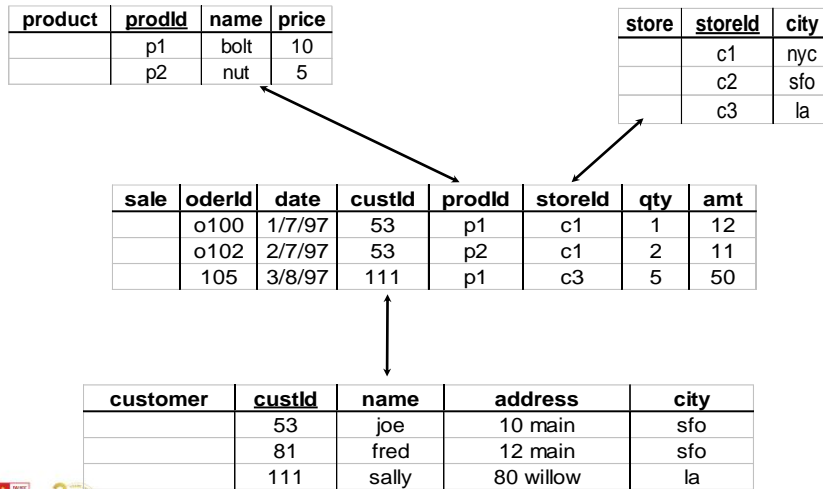 product prodId name price
p1 bolt 10
p2 nut 5
store storeId city
c1 nyc
c2 sfo
c3 la
sale oderId date custId prodId storeId qty amt
o100 1/7/97 53 p1 c1 1 12
o102 2/7/97 53 p2 c1 2 11
105 3/8/97 111 p1 c3 5 50
customer custId name address city
53 joe 10 main sfo
81 fred 12 main sfo
111 sally 80 willow la